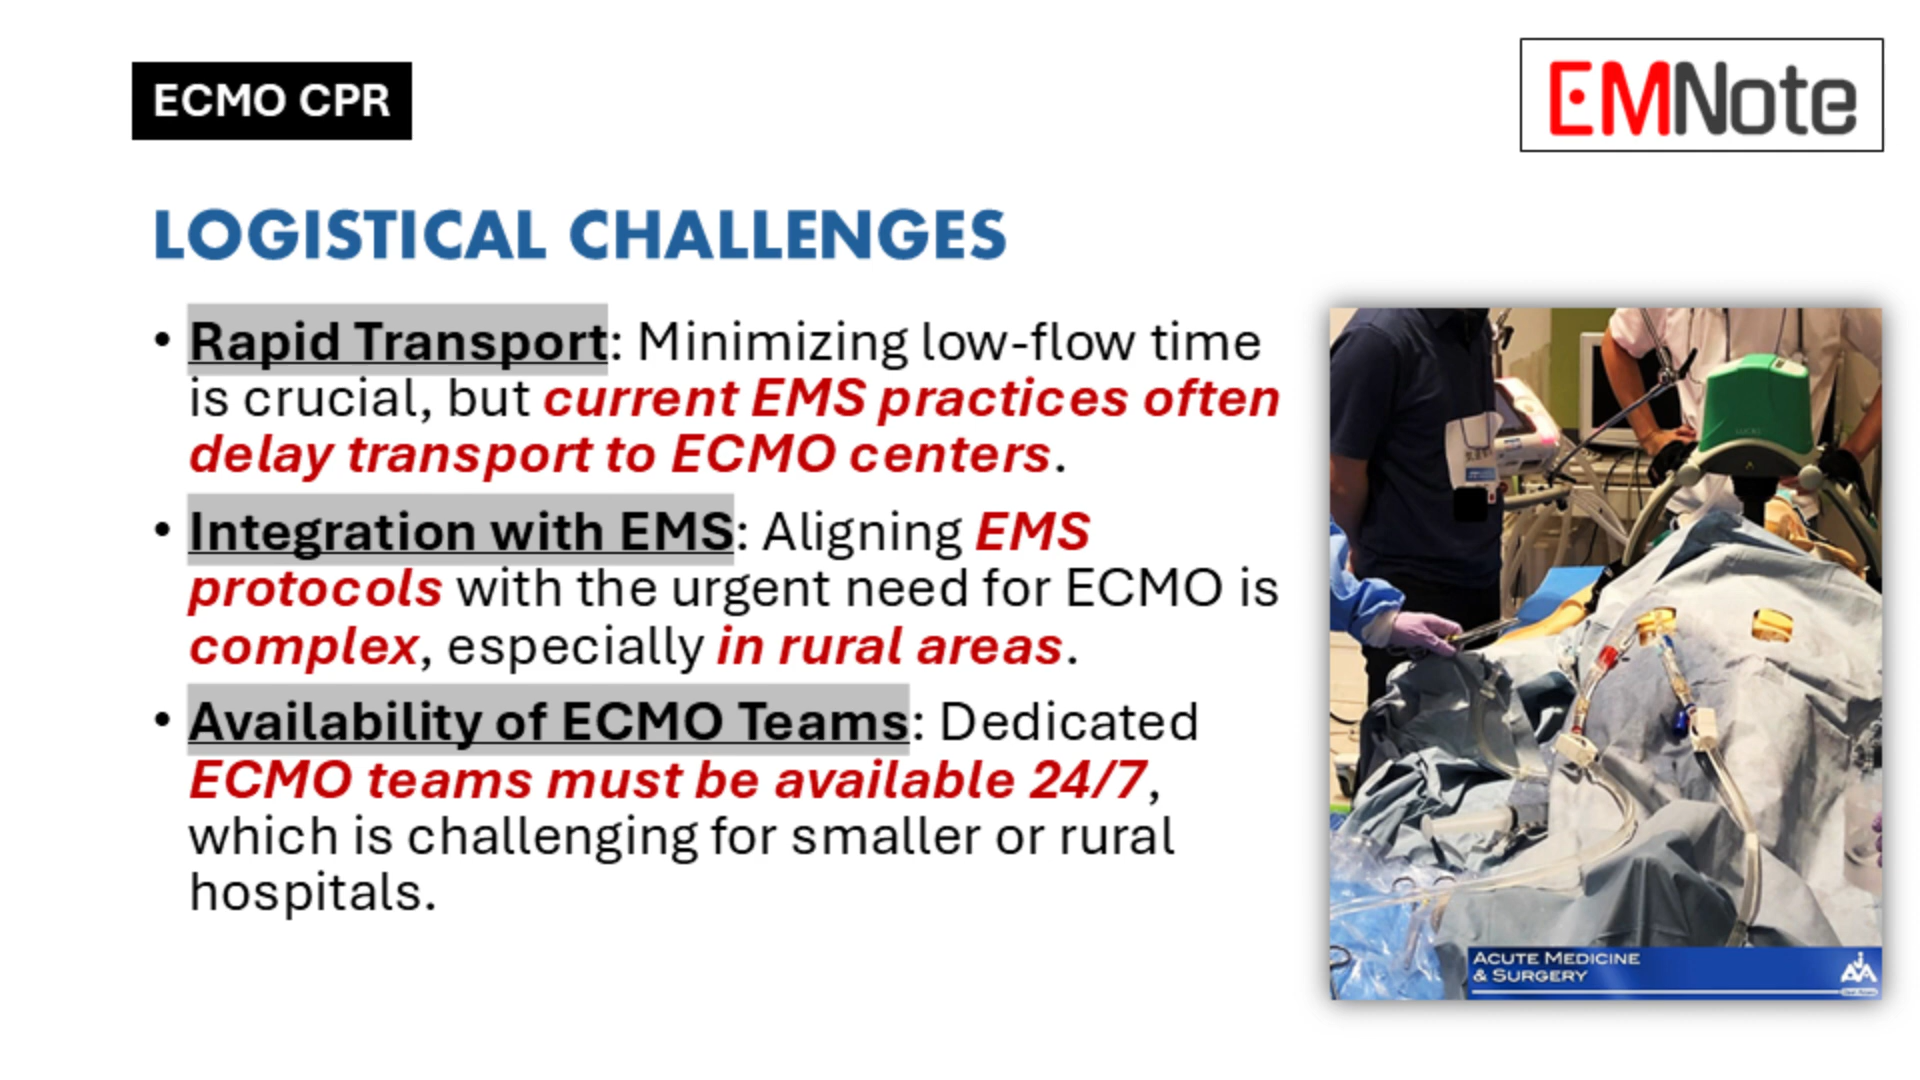 ECMO CPR
EMNote
LOGISTICAL CHALLENGES
• Rapid Transport: Minimizing low-flow time
is crucial, but current EMS practices often
delay transport to ECMO centers.
• Integration with EMS: Aligning EMS
protocols with the urgent need for ECMO is
complex, especially in rural areas.
• Availability of ECMO Teams: Dedicated
ECMO teams must be available 24/7,
which is challenging for smaller or rural
hospitals.
ACUTE MEDICINE
& SURGERY